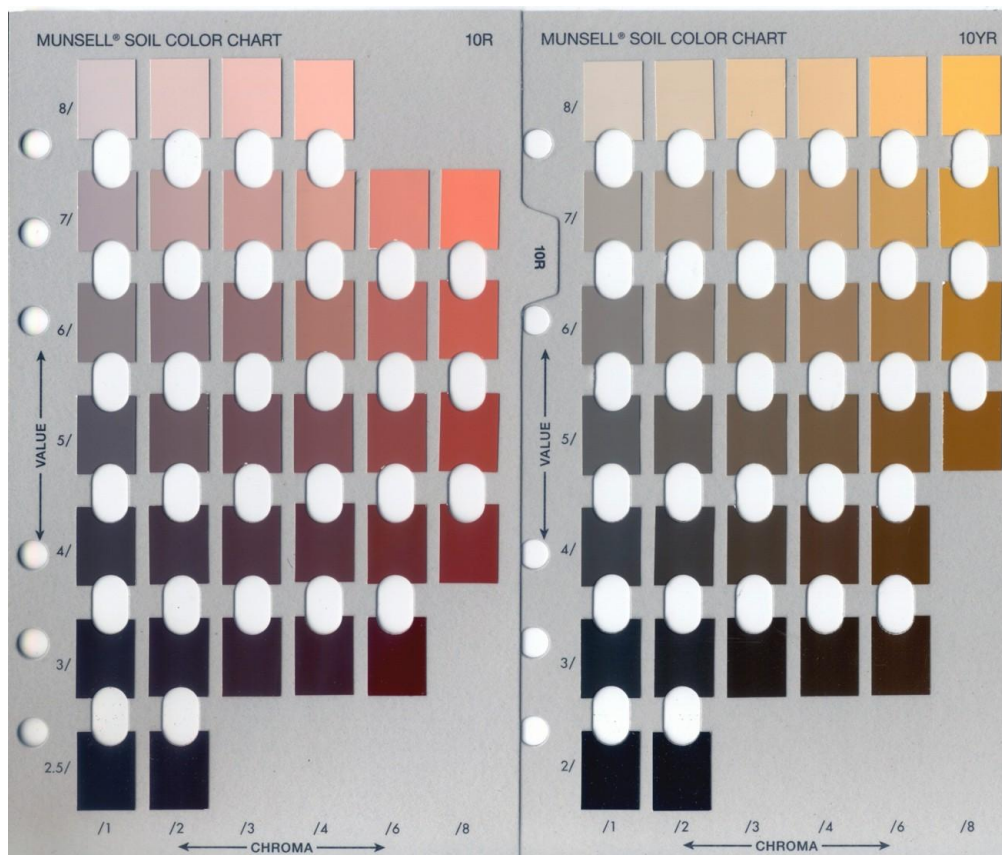 MUNSELL® SOIL COLOR CHART 10R
8/
7/
6/
5/
4/
3/
2.5/
VALUE
/1 /2 /3 /4 /6 /8
CHROMA
MUNSELL® SOIL COLOR CHART 10YR
10R
8/
7/
6/
5/
4/
3/
2/
VALUE
/1 /2 /3 /4 /6 /8
CHROMA